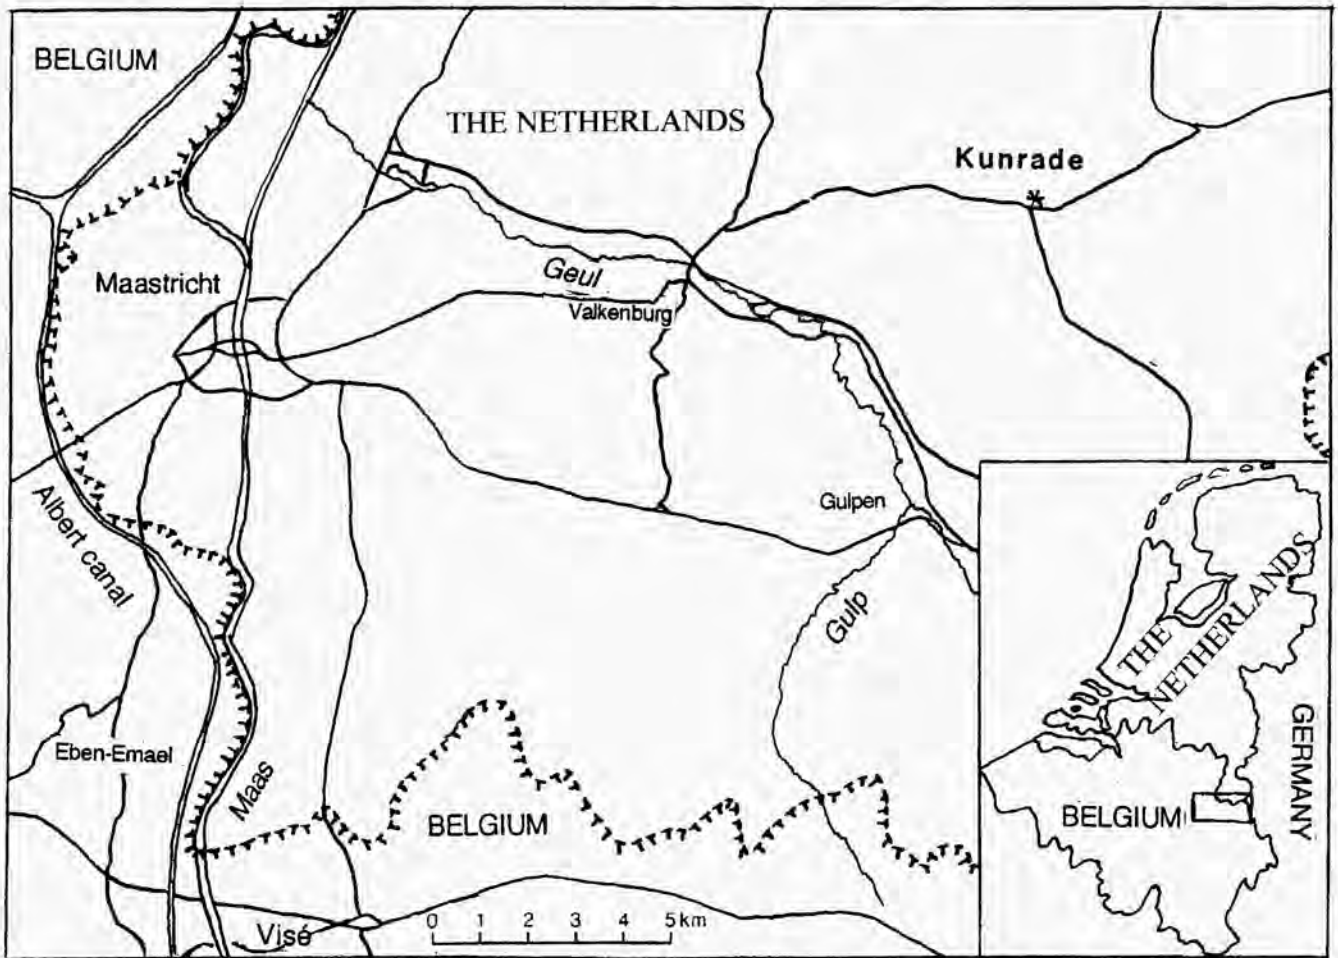 BELGIUM
THE NETHERLANDS
Kunrade
Maastricht
Geul
Valkenburg
Albert canal
Gulpen
Gulp
Eben-Emael
Maas
BELGIUM
Visé
0 1 2 3 4 5 km
THE
NETHERLANDS
GERMANY
BELGIUM